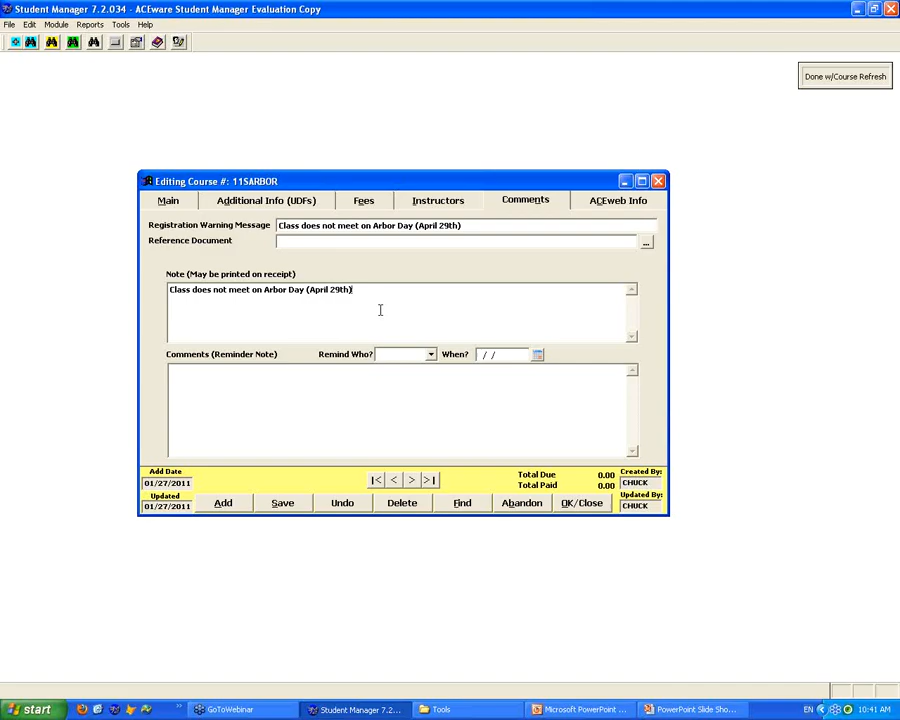 Student Manager 7.2.034 - ACEware Student Manager Evaluation Copy
File Edit Module Reports Tools Help
Done w/Course Refresh
Editing Course #: 11SARBOR
Main Additional Info (UDFs) Fees Instructors Comments ACEweb Info
Registration Warning Message Class does not meet on Arbor Day (April 29th)
Reference Document ...
Note (May be printed on receipt)
Class does not meet on Arbor Day (April 29th)
Comments (Reminder Note) Remind Who? When? / /
Add Date Total Due 0.00 Created By:
01/27/2011 |< < > >| Total Paid 0.00 CHUCK
Updated Updated By:
01/27/2011 Add Save Undo Delete Find Abandon OK/Close CHUCK
start GoToWebinar Student Manager 7.2... Tools Microsoft PowerPoint ... PowerPoint Slide Sho... EN 10:41 AM